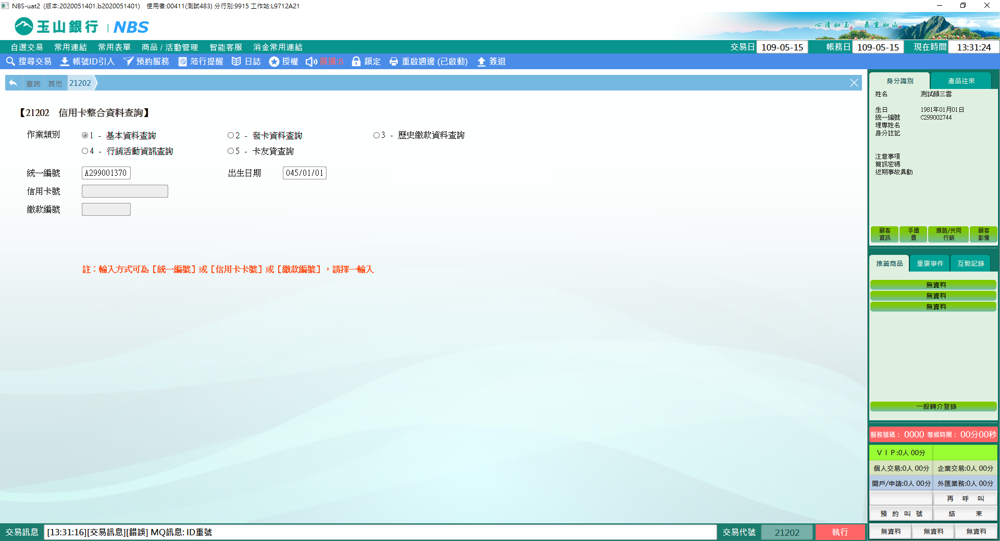 NBS-uat2 (版本:2020051401.b2020051401) 使用者:00411(測試483) 分行別:9915 工作站:L9712A21
玉山銀行 | NBS
心清如玉 義重如山
自選交易 常用連結 常用表單 商品 / 活動管理 智能客服 消金常用連結
交易日 109-05-15 帳務日 109-05-15 現在時間 13:31:24
搜尋交易 帳號ID引入 預約服務 蒞行提醒 日誌 授權 廣播:8 鎖定 重啟週邊 (已啟動) 簽退
查詢 其他 21202
【21202 信用卡整合資料查詢】
作業類別 1 - 基本資料查詢 2 - 發卡資料查詢 3 - 歷史繳款資料查詢
4 - 行銷活動資訊查詢 5 - 卡友貸查詢
統一編號 A299001370 出生日期 045/01/01
信用卡號
繳款編號
註：輸入方式可為【統一編號】或【信用卡卡號】或【繳款編號】，請擇一輸入
身分識別 產品往來
姓名 測試顏三雲
生日 1981年01月01日
統一編號 C299002744
理專姓名
身分註記
注意事項
簡訊密碼
近期事故異動
顧客資訊 手續費 通路/共同行銷 顧客影像
推薦商品 重要事件 互動記錄
無資料
無資料
無資料
一般轉介登錄
服務號碼： 0000 等候時間： 00分00秒
ＶＩＰ:0人 00分
個人交易:0人 00分 企業交易:0人 00分
開戶/申請:0人 00分 外匯業務:0人 00分
再 呼 叫
預 約 叫 號 結 束
無資料 無資料 無資料
交易訊息 [13:31:16][交易訊息][錯誤] MQ訊息: ID重號
交易代號 21202 執行